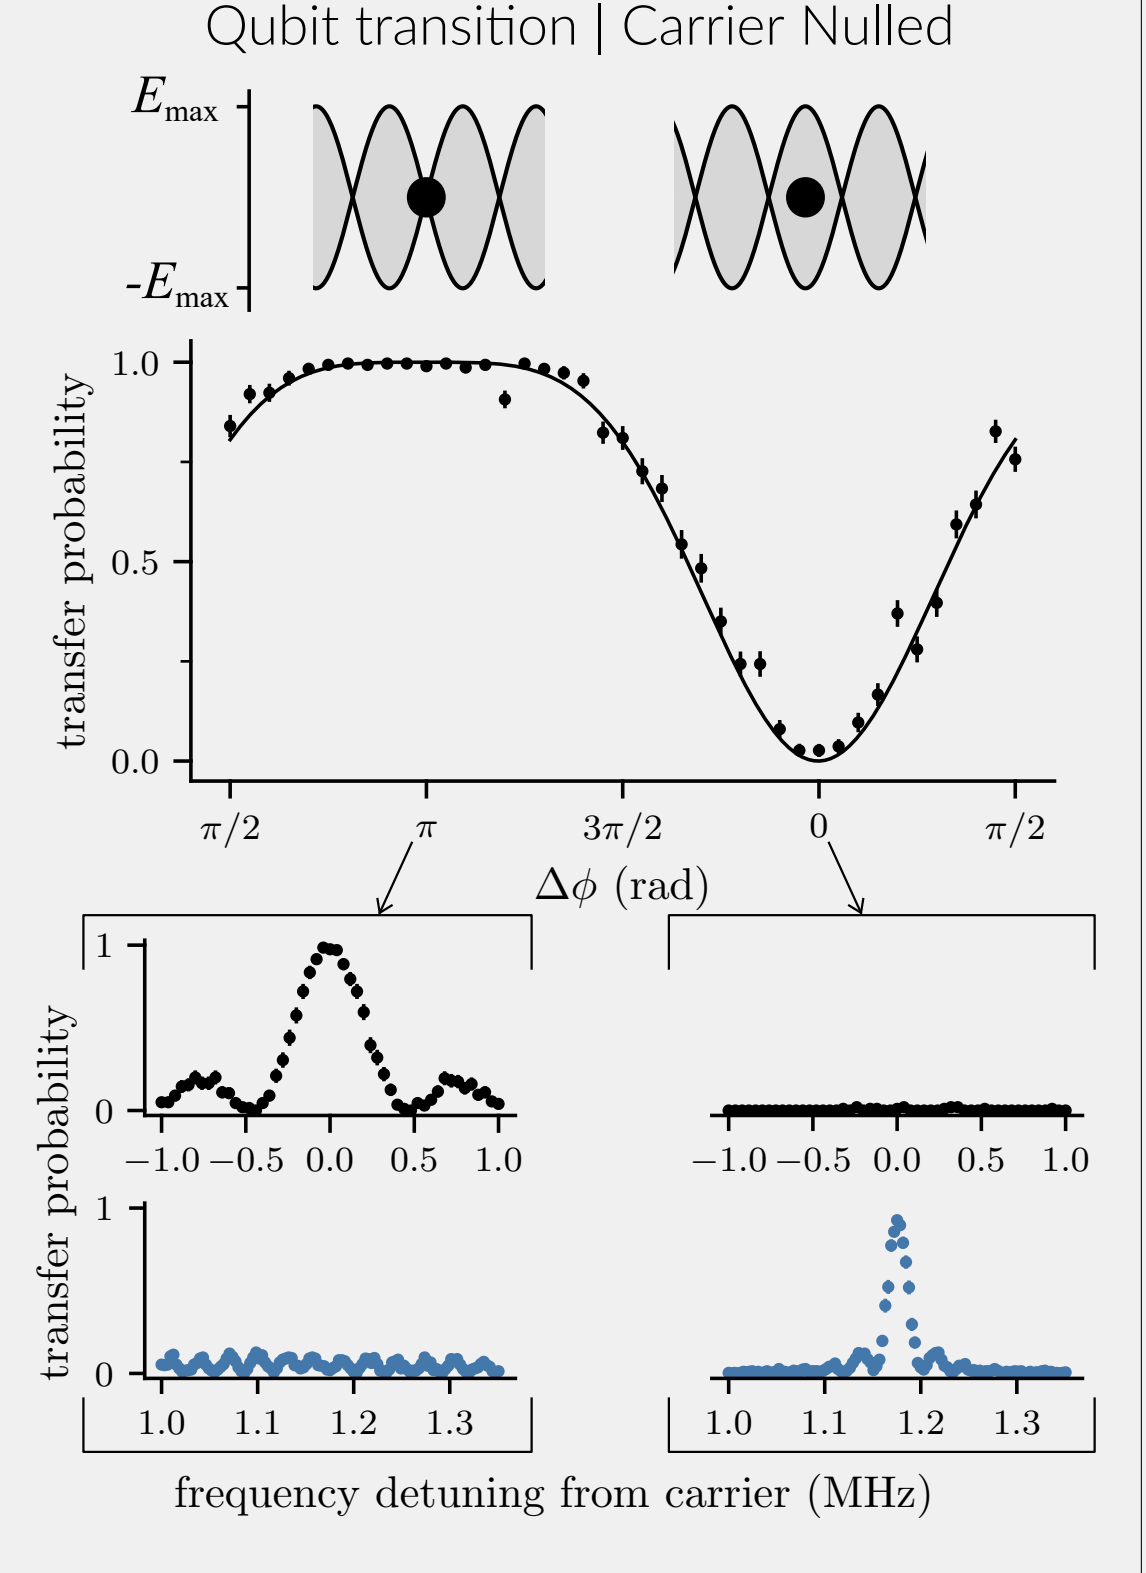 Qubit transition | Carrier Nulled
Emax
-Emax
transfer probability
1.0
0.5
0.0
π/2 π 3π/2 0 π/2
Δϕ (rad)
transfer probability
1
0
−1.0 −0.5 0.0 0.5 1.0
−1.0 −0.5 0.0 0.5 1.0
1
0
1.0 1.1 1.2 1.3
1.0 1.1 1.2 1.3
frequency detuning from carrier (MHz)